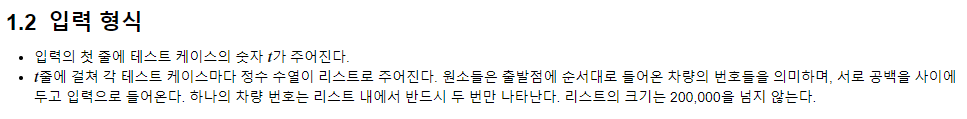 1.2 입력 형식
• 입력의 첫 줄에 테스트 케이스의 숫자 t가 주어진다.
• t줄에 걸쳐 각 테스트 케이스마다 정수 수열이 리스트로 주어진다. 원소들은 출발점에 순서대로 들어온 차량의 번호들을 의미하며, 서로 공백을 사이에
두고 입력으로 들어온다. 하나의 차량 번호는 리스트 내에서 반드시 두 번만 나타난다. 리스트의 크기는 200,000을 넘지 않는다.